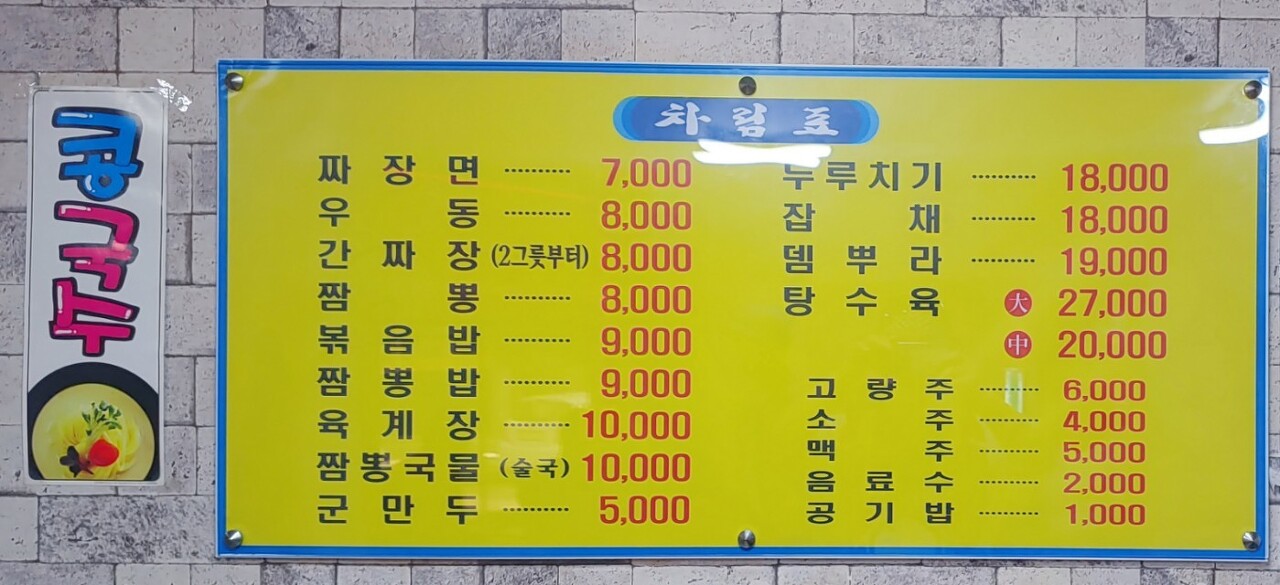 콩국수
차림표
짜장면 ---------- 7,000
우동 ---------- 8,000
간짜장 (2그릇부터) 8,000
짬뽕 ---------- 8,000
볶음밥 ---------- 9,000
짬뽕밥 ---------- 9,000
육계장 ---------- 10,000
짬뽕국물 (술국) 10,000
군만두 ---------- 5,000
두루치기 ---------- 18,000
잡채 ---------- 18,000
뎀뿌라 ---------- 19,000
탕수육 大 27,000
中 20,000
고량주 ---------- 6,000
소주 ---------- 4,000
맥주 ---------- 5,000
음료수 ---------- 2,000
공기밥 ---------- 1,000